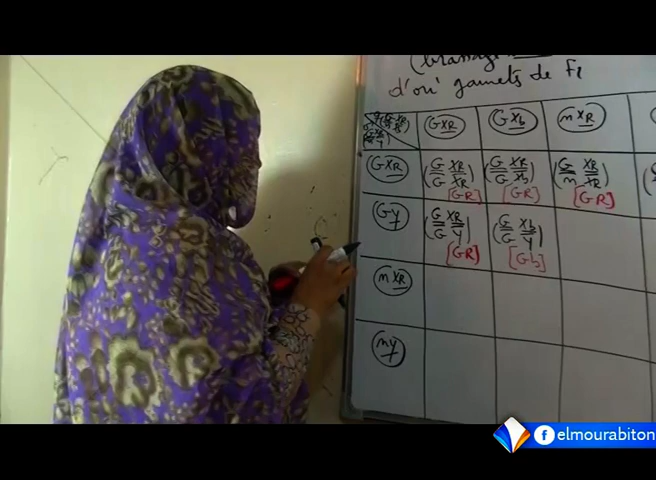 (brassage
d'où gamets de F1
G XR
G Xb
n XR
G XR
G XR
G XR
[GR]
G Xb
G XR
[GR]
G XR
n XR
[GR]
G Y
G XR
G Y
[GR]
G Xb
G Y
[Gb]
n XR
n Y
f elmourabiton